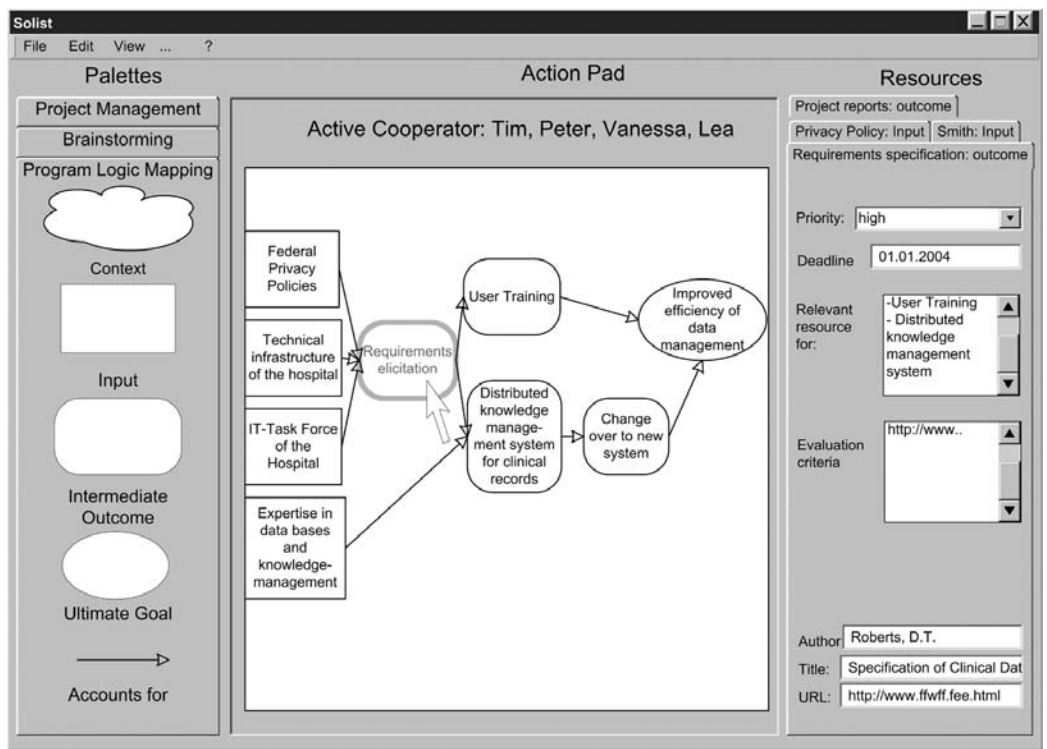 Solist
File Edit View ... ?
Palettes
Project Management
Brainstorming
Program Logic Mapping
Context
Input
Intermediate
Outcome
Ultimate Goal
Accounts for
Action Pad
Active Cooperator: Tim, Peter, Vanessa, Lea
Federal
Privacy
Policies
Technical
infrastructure
of the hospital
IT-Task Force
of the
Hospital
Expertise in
data bases
and
knowledge-
management
Requirements
elicitation
User Training
Distributed
knowledge
manage-
ment system
for clinical
records
Change
over to new
system
Improved
efficiency of
data
management
Resources
Project reports: outcome
Privacy Policy: Input Smith: Input
Requirements specification: outcome
Priority: high
Deadline 01.01.2004
Relevant
resource
for:
-User Training
- Distributed
knowledge
management
system
Evaluation
criteria
http://www..
Author Roberts, D.T.
Title: Specification of Clinical Dat
URL: http://www.ffwff.fee.html